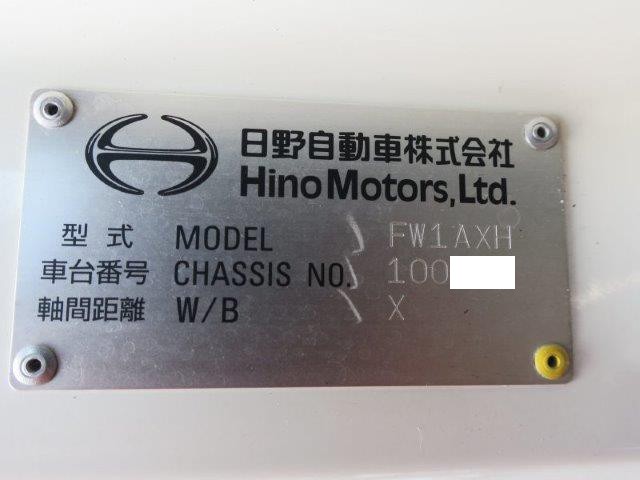 日野自動車株式会社
Hino Motors, Ltd.
型式 MODEL FW1AXH
車台番号 CHASSIS NO. 100
軸間距離 W/B X